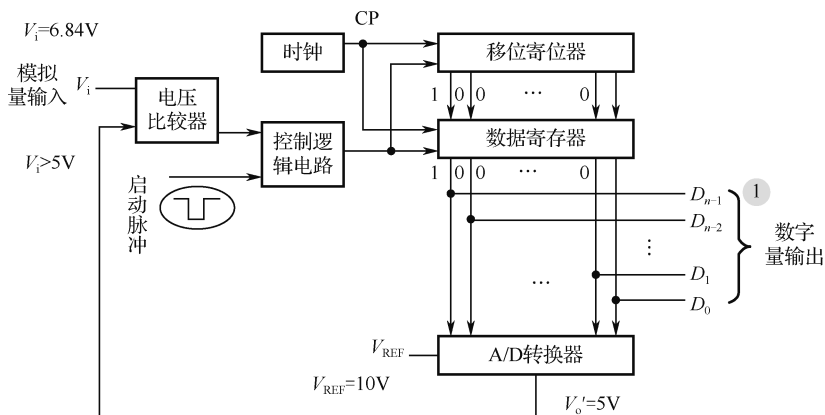 CP
Vi=6.84V
时钟
移位寄位器
模拟
量输入
Vi
电压
比较器
1 0 0 … 0
控制逻
辑电路
数据寄存器
Vi>5V
1 0 0 … 0
启动脉冲
Dn-1
1
Dn-2
⋮
数字
量输出
D1
…
D0
VREF
A/D转换器
VREF=10V
Vo'=5V